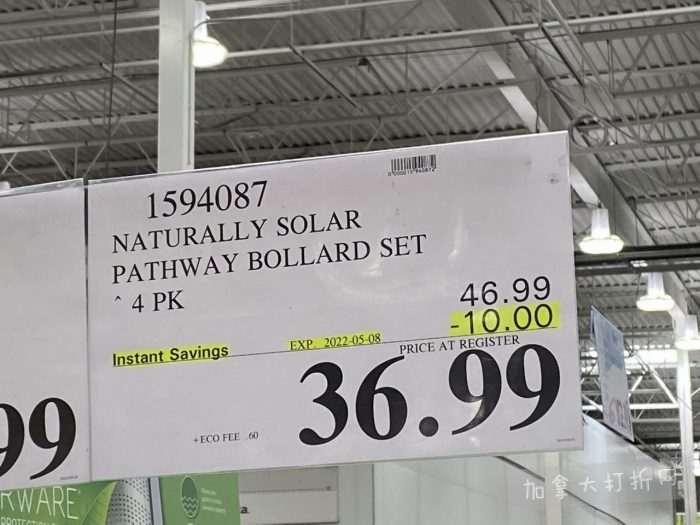 1594087
NATURALLY SOLAR
PATHWAY BOLLARD SET
^ 4 PK
46.99
-10.00
Instant Savings
EXP. 2022-05-08
PRICE AT REGISTER
36.99
+ECO FEE .60
99
RWARE
加拿大打折网